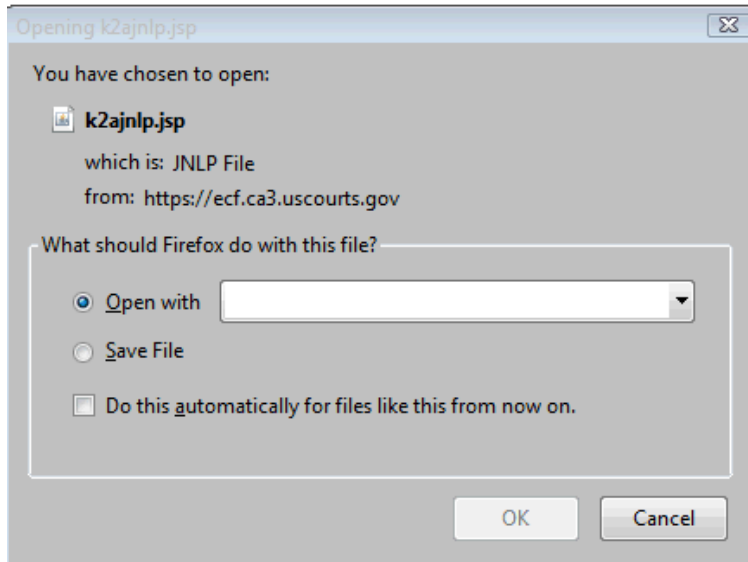 Opening k2ajnlp.jsp
You have chosen to open:
k2ajnlp.jsp
which is: JNLP File
from: https://ecf.ca3.uscourts.gov
What should Firefox do with this file?
Open with
Save File
Do this automatically for files like this from now on.
OK Cancel